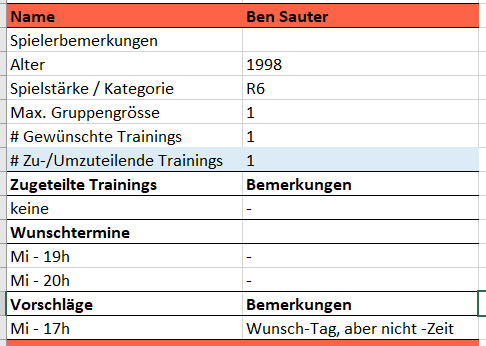 Name Ben Sauter
Spielerbemerkungen
Alter 1998
Spielstärke / Kategorie R6
Max. Gruppengrösse 1
# Gewünschte Trainings 1
# Zu-/Umzuteilende Trainings 1
Zugeteilte Trainings Bemerkungen
keine -
Wunschtermine
Mi - 19h -
Mi - 20h -
Vorschläge Bemerkungen
Mi - 17h Wunsch-Tag, aber nicht -Zeit